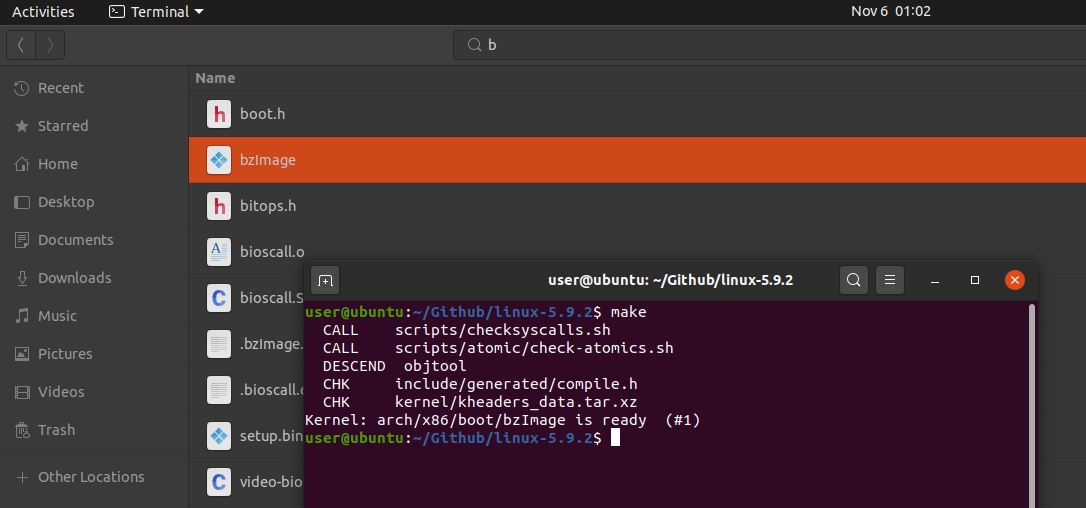 Activities
Terminal
Nov 6 01:02
b
Recent
Starred
Home
Desktop
Documents
Downloads
Music
Pictures
Videos
Trash
Other Locations
Name
boot.h
bzImage
bitops.h
bioscall.o
bioscall.S
.bzImage.
.bioscall.o
setup.bin
video-bio
user@ubuntu: ~/Github/linux-5.9.2
user@ubuntu:~/Github/linux-5.9.2$ make
CALL scripts/checksyscalls.sh
CALL scripts/atomic/check-atomics.sh
DESCEND objtool
CHK include/generated/compile.h
CHK kernel/kheaders_data.tar.xz
Kernel: arch/x86/boot/bzImage is ready (#1)
user@ubuntu:~/Github/linux-5.9.2$